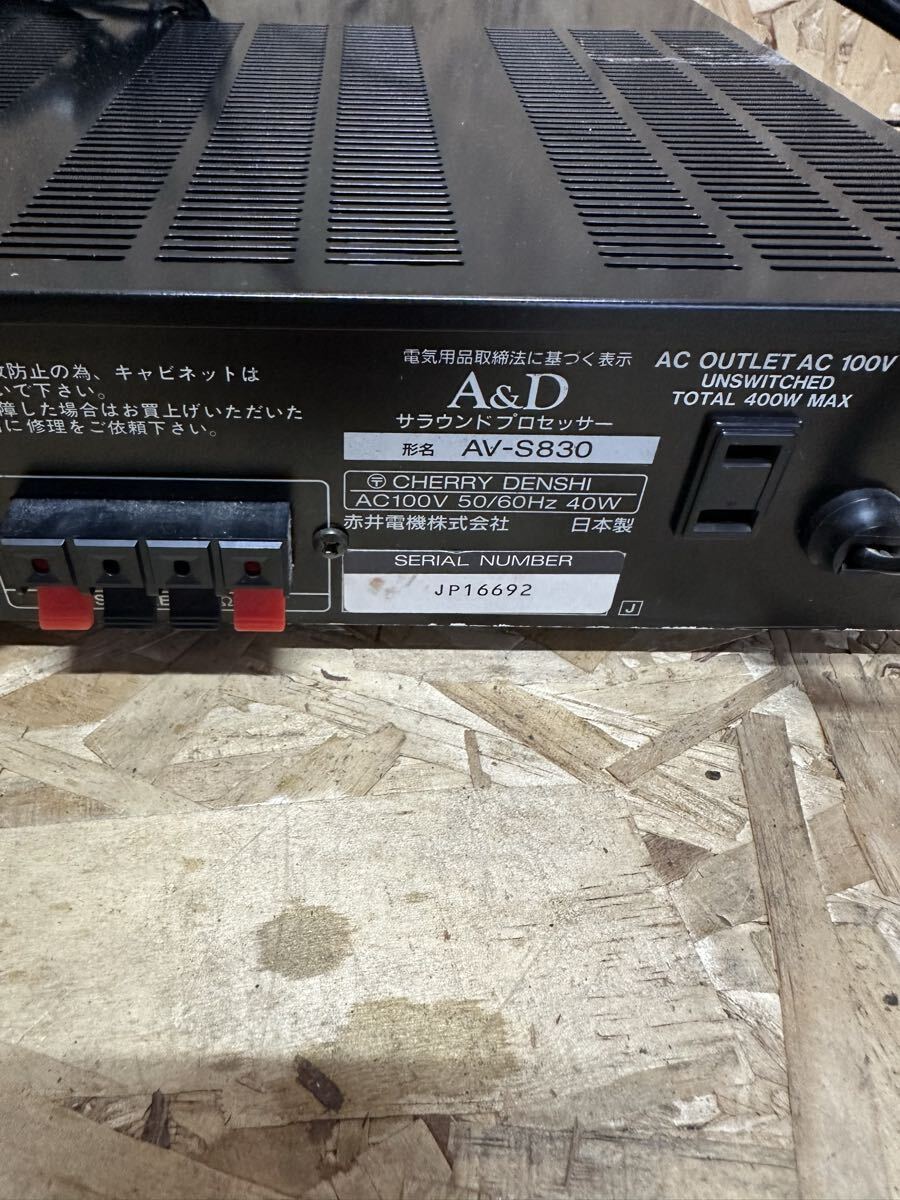 防止の為、キャビネットは
いて下さい。
障した場合はお買上げいただいた
に修理をご依頼下さい。
電気用品取締法に基づく表示
A&D
サラウンドプロセッサー
形名 AV-S830
〒 CHERRY DENSHI
AC100V 50/60Hz 40W
赤井電機株式会社 日本製
SERIAL NUMBER
JP16692
J
AC OUTLET AC 100V
UNSWITCHED
TOTAL 400W MAX